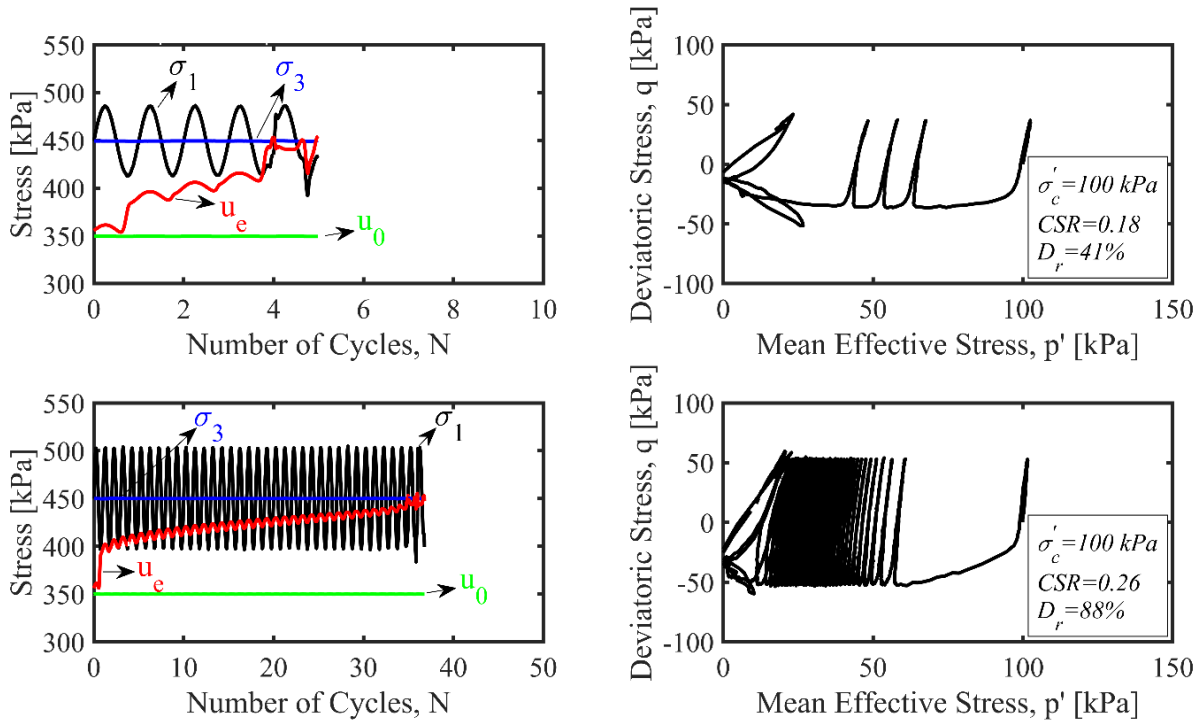 550
500
450
400
350
300
Stress [kPa]
σ1
σ3
ue
u0
0 2 4 6 8 10
Number of Cycles, N
100
50
0
-50
-100
Deviatoric Stress, q [kPa]
σ'c=100 kPa
CSR=0.18
Dr=41%
0 50 100 150
Mean Effective Stress, p' [kPa]
550
500
450
400
350
300
Stress [kPa]
σ3
σ1
ue
u0
0 10 20 30 40 50
Number of Cycles, N
100
50
0
-50
-100
Deviatoric Stress, q [kPa]
σ'c=100 kPa
CSR=0.26
Dr=88%
0 50 100 150
Mean Effective Stress, p' [kPa]